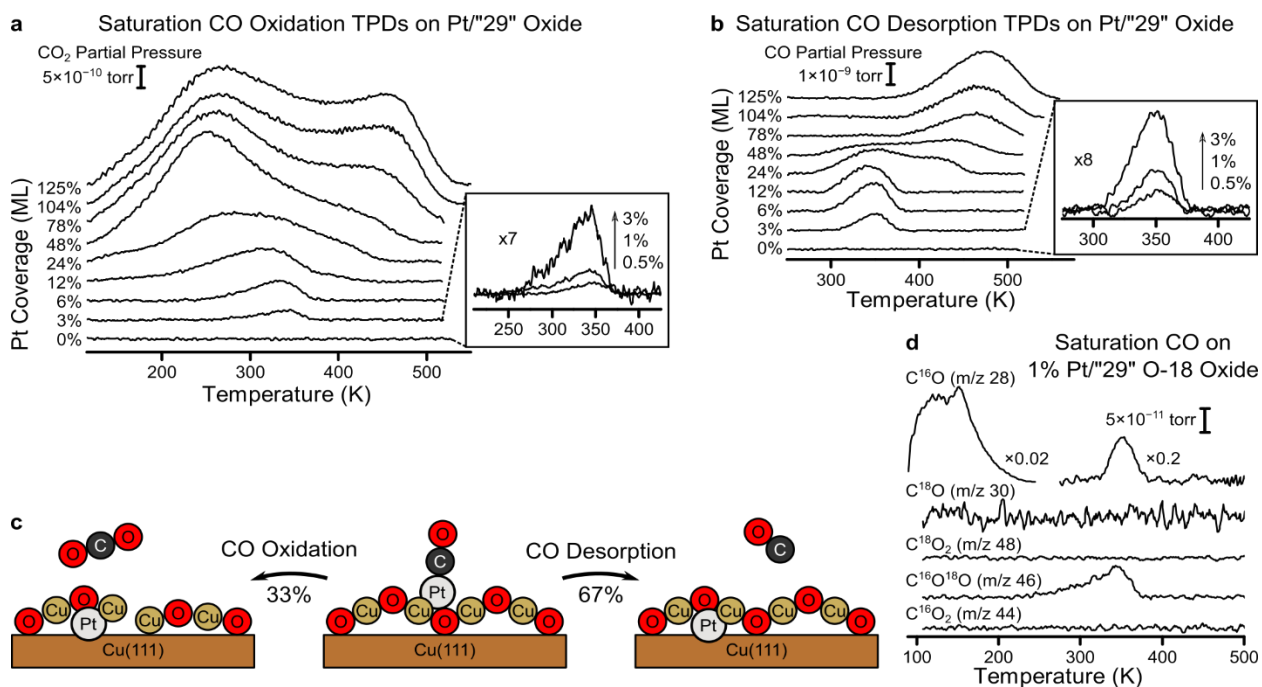 a Saturation CO Oxidation TPDs on Pt/"29" Oxide
CO₂ Partial Pressure
5×10⁻¹⁰ torr
Pt Coverage (ML)
125%
104%
78%
48%
24%
12%
6%
3%
0%
200 300 400 500
Temperature (K)
x7
3%
1%
0.5%
250 300 350 400
b Saturation CO Desorption TPDs on Pt/"29" Oxide
CO Partial Pressure
1×10⁻⁹ torr
Pt Coverage (ML)
125%
104%
78%
48%
24%
12%
6%
3%
0%
300 400 500
Temperature (K)
x8
3%
1%
0.5%
300 350 400
c
O C O
O Cu O Pt Cu Cu O Cu O
Cu(111)
CO Oxidation
33%
O
C
Pt
O Cu O Cu O Cu O Cu O
Cu(111)
CO Desorption
67%
O C
O Cu O Pt Cu O Cu O Cu O
Cu(111)
d Saturation CO on
1% Pt/"29" O-18 Oxide
C¹⁶O (m/z 28)
5×10⁻¹¹ torr
×0.02
×0.2
C¹⁸O (m/z 30)
C¹⁸O₂ (m/z 48)
C¹⁶O¹⁸O (m/z 46)
C¹⁶O₂ (m/z 44)
100 200 300 400 500
Temperature (K)